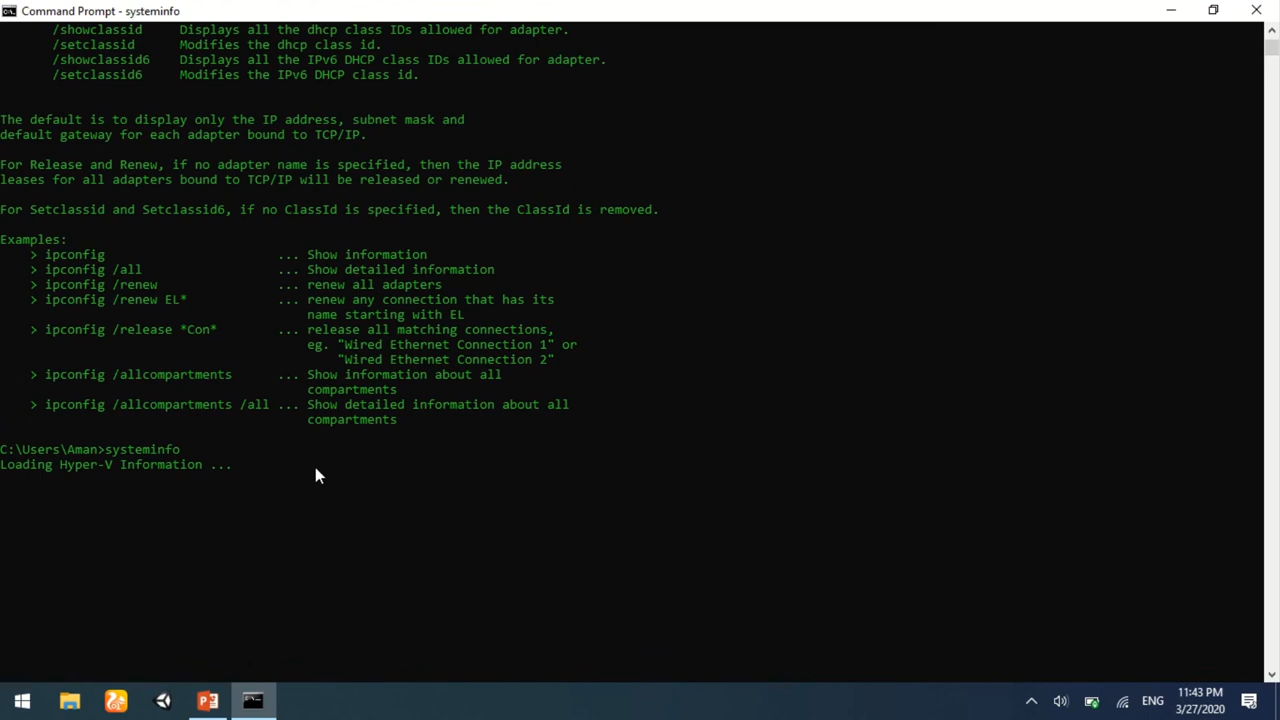 Command Prompt - systeminfo
/showclassid Displays all the dhcp class IDs allowed for adapter.
/setclassid Modifies the dhcp class id.
/showclassid6 Displays all the IPv6 DHCP class IDs allowed for adapter.
/setclassid6 Modifies the IPv6 DHCP class id.
The default is to display only the IP address, subnet mask and
default gateway for each adapter bound to TCP/IP.
For Release and Renew, if no adapter name is specified, then the IP address
leases for all adapters bound to TCP/IP will be released or renewed.
For Setclassid and Setclassid6, if no ClassId is specified, then the ClassId is removed.
Examples:
> ipconfig ... Show information
> ipconfig /all ... Show detailed information
> ipconfig /renew ... renew all adapters
> ipconfig /renew EL* ... renew any connection that has its
name starting with EL
> ipconfig /release *Con* ... release all matching connections,
eg. "Wired Ethernet Connection 1" or
"Wired Ethernet Connection 2"
> ipconfig /allcompartments ... Show information about all
compartments
> ipconfig /allcompartments /all ... Show detailed information about all
compartments
C:\Users\Aman>systeminfo
Loading Hyper-V Information ...
ENG
11:43 PM
3/27/2020